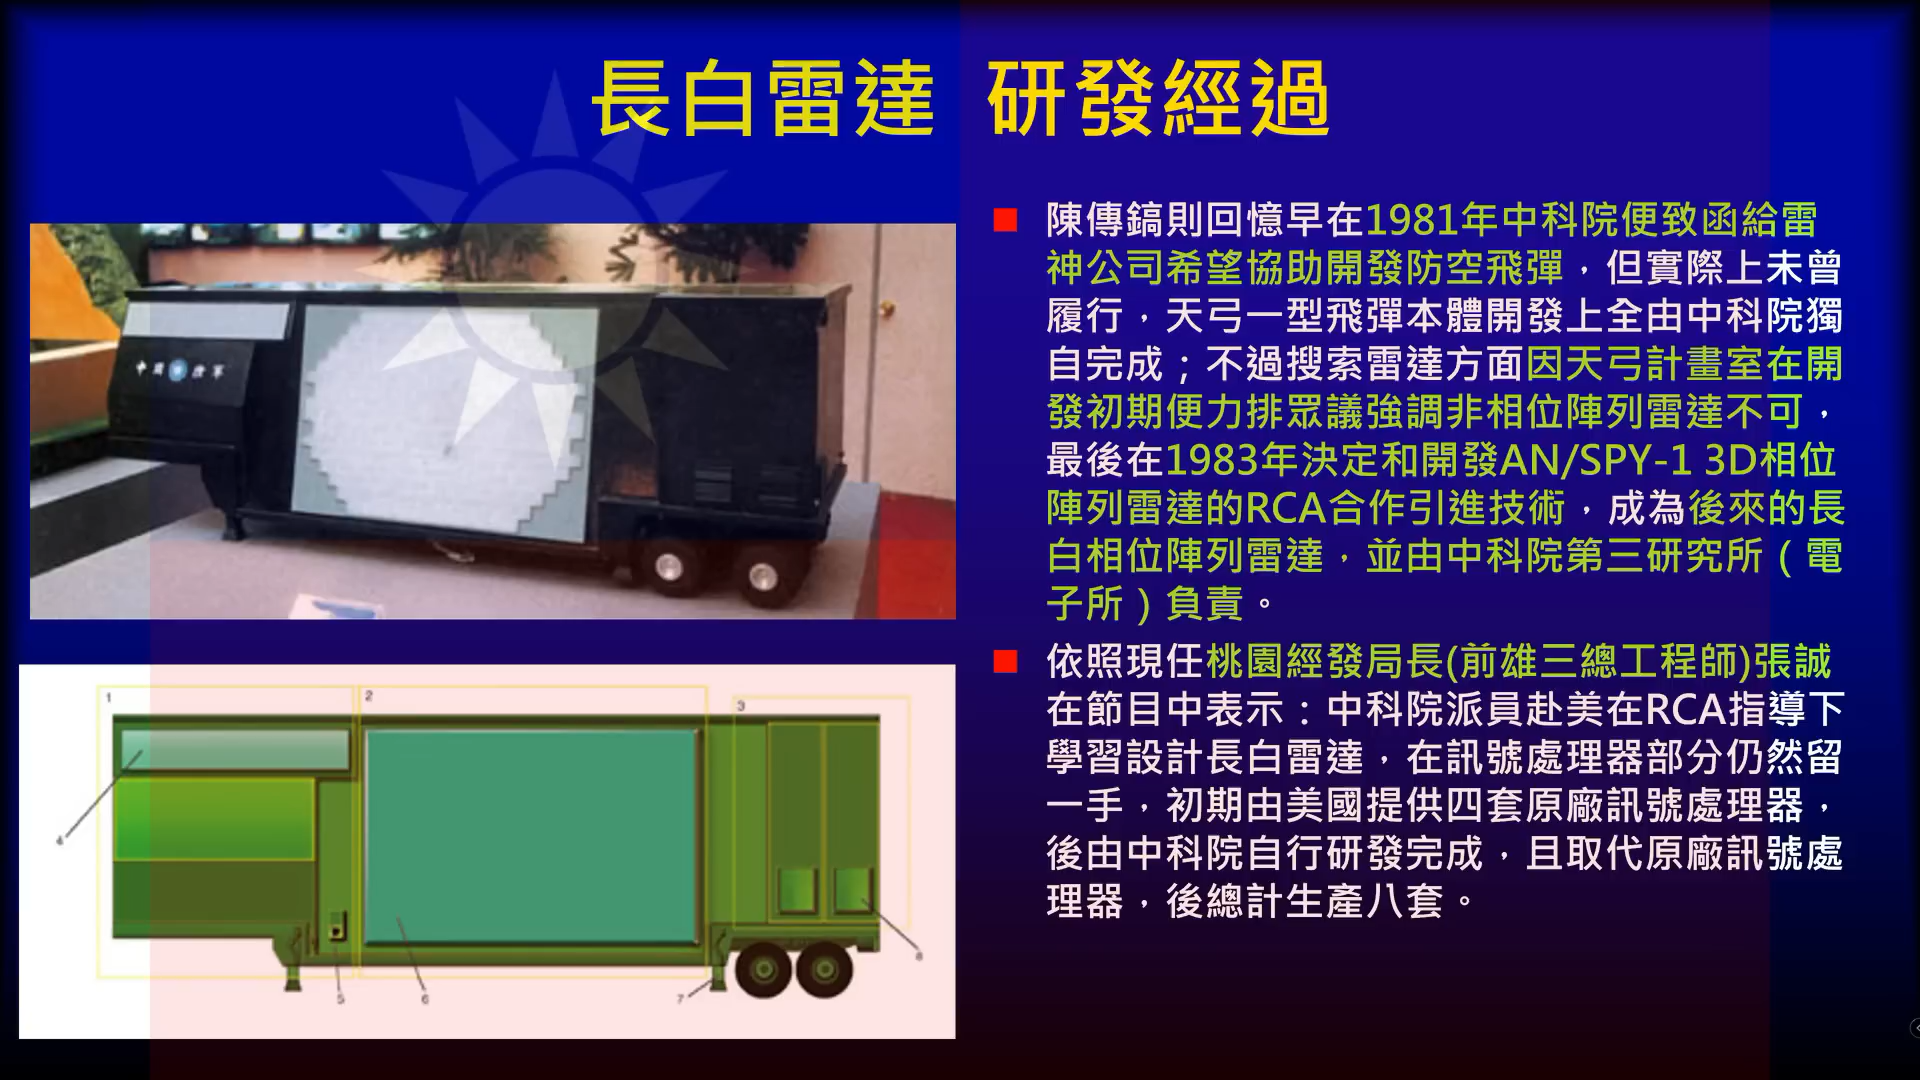 長白雷達 研發經過
陳傳鎬則回憶早在1981年中科院便致函給雷
神公司希望協助開發防空飛彈，但實際上未曾
履行，天弓一型飛彈本體開發上全由中科院獨
自完成；不過搜索雷達方面因天弓計畫室在開
發初期便力排眾議強調非相位陣列雷達不可，
最後在1983年決定和開發AN/SPY-1 3D相位
陣列雷達的RCA合作引進技術，成為後來的長
白相位陣列雷達，並由中科院第三研究所（電
子所）負責。
依照現任桃園經發局長(前雄三總工程師)張誠
在節目中表示：中科院派員赴美在RCA指導下
學習設計長白雷達，在訊號處理器部分仍然留
一手，初期由美國提供四套原廠訊號處理器，
後由中科院自行研發完成，且取代原廠訊號處
理器，後總計生產八套。
中國陸軍
1
2
3
4
5
6
7
8